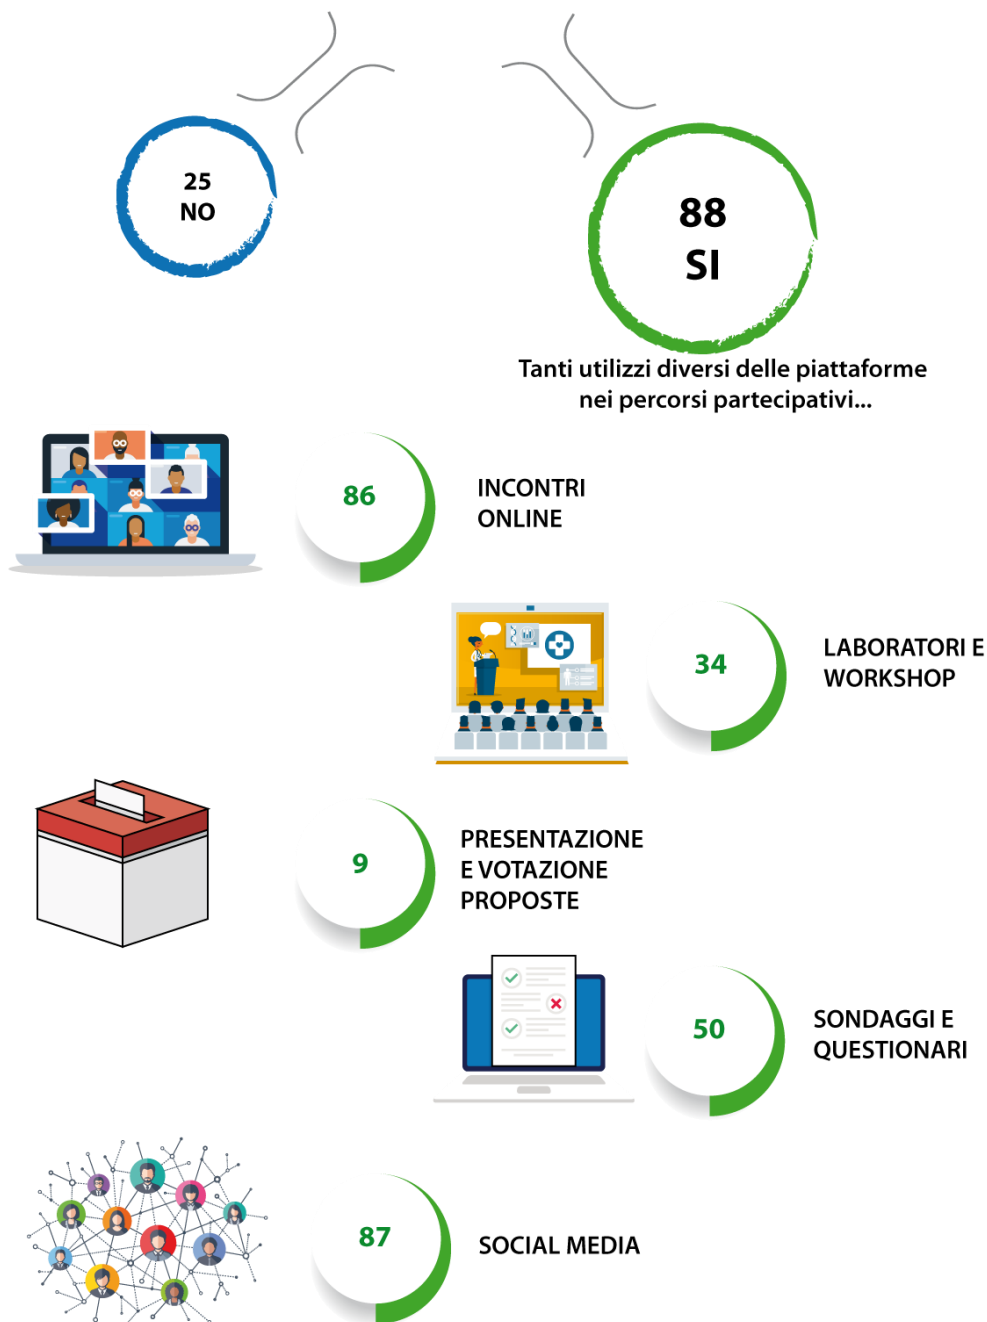 25
NO
88
SI
Tanti utilizzi diversi delle piattaforme
nei percorsi partecipativi...
86
INCONTRI
ONLINE
34
LABORATORI E
WORKSHOP
9
PRESENTAZIONE
E VOTAZIONE
PROPOSTE
50
SONDAGGI E
QUESTIONARI
87
SOCIAL MEDIA